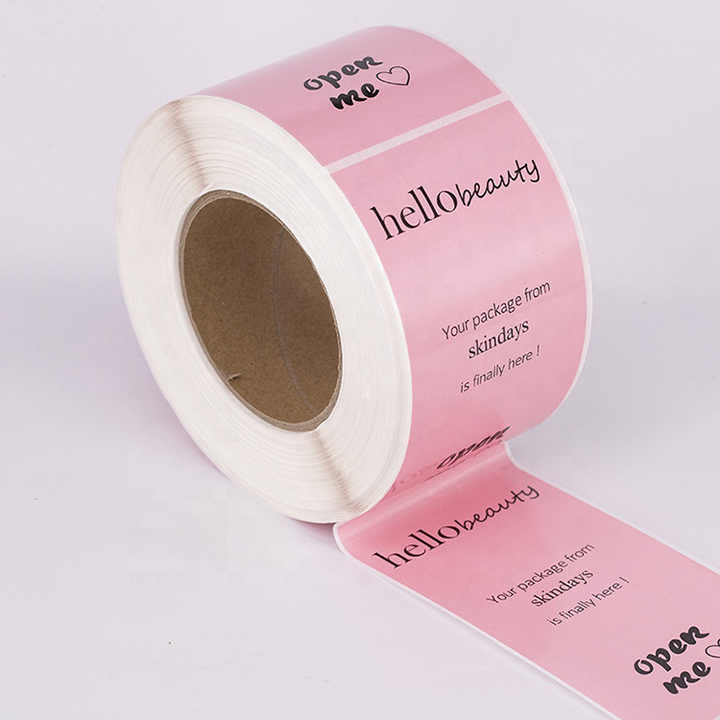 open
me
hellobeauty
Your package from
skindays
is finally here !
open
hellobeauty
Your package from
skindays
is finally here !
open
me